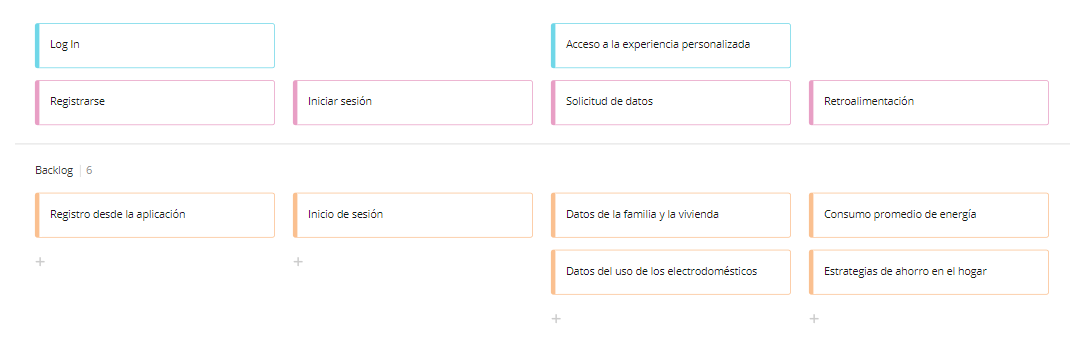 Log In
Acceso a la experiencia personalizada
Registrarse
Iniciar sesión
Solicitud de datos
Retroalimentación
Backlog | 6
Registro desde la aplicación
Inicio de sesión
Datos de la familia y la vivienda
Consumo promedio de energía
+
+
Datos del uso de los electrodomésticos
Estrategias de ahorro en el hogar
+
+